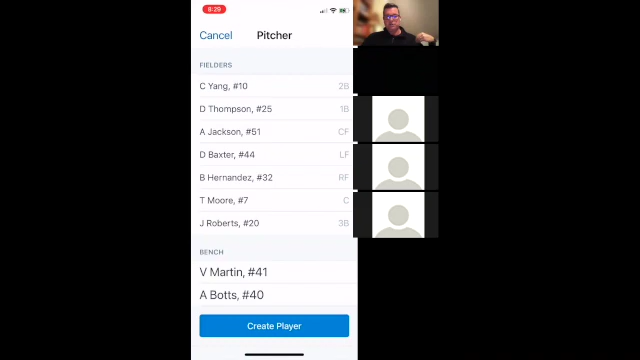 8:29
Cancel
Pitcher
FIELDERS
C Yang, #10 2B
D Thompson, #25 1B
A Jackson, #51 CF
D Baxter, #44 LF
B Hernandez, #32 RF
T Moore, #7 C
J Roberts, #20 3B
BENCH
V Martin, #41
A Botts, #40
Create Player